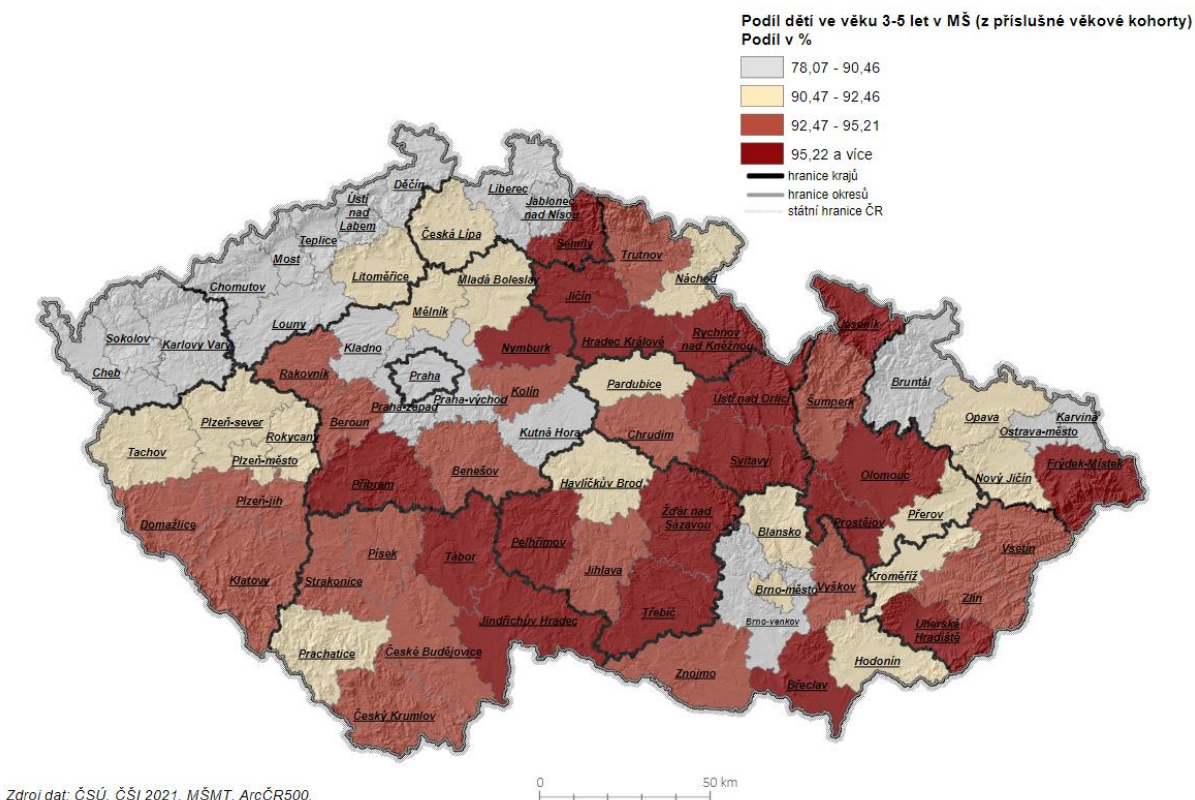 Podíl dětí ve věku 3-5 let v MŠ (z příslušné věkové kohorty)
Podíl v %
78,07 - 90,46
90,47 - 92,46
92,47 - 95,21
95,22 a více
hranice krajů
hranice okresů
státní hranice ČR
Děčín
Liberec
Ústí
nad
Labem
Jablonec
nad Nisou
Teplice
Česká Lípa
Semily
Trutnov
Most
Litoměřice
Mladá Boleslav
Náchod
Chomutov
Jičín
Mělník
Louny
Jeseník
Sokolov
Karlovy Vary
Kladno
Nymburk
Hradec Králové
Rychnov
nad Kněžnou
Cheb
Rakovník
Praha
Kolín
Pardubice
Bruntál
Praha-západ
Praha-východ
Ústí nad Orlicí
Šumperk
Plzeň-sever
Beroun
Opava
Karviná
Ostrava-město
Rokycany
Kutná Hora
Chrudim
Tachov
Plzeň-město
Svitavy
Frýdek-Místek
Benešov
Olomouc
Nový Jičín
Příbram
Havlíčkův Brod
Plzeň-jih
Žďár nad
Sázavou
Přerov
Domažlice
Prostějov
Blansko
Písek
Tábor
Pelhřimov
Vsetín
Jihlava
Kroměříž
Klatovy
Strakonice
Brno-město
Vyškov
Zlín
Třebíč
Jindřichův Hradec
Brno-venkov
Uherské
Hradiště
Prachatice
České Budějovice
Hodonín
Znojmo
Břeclav
Český Krumlov
0 50 km
Zdroj dat: ČSÚ, ČŠI 2021, MŠMT, ArcČR500.